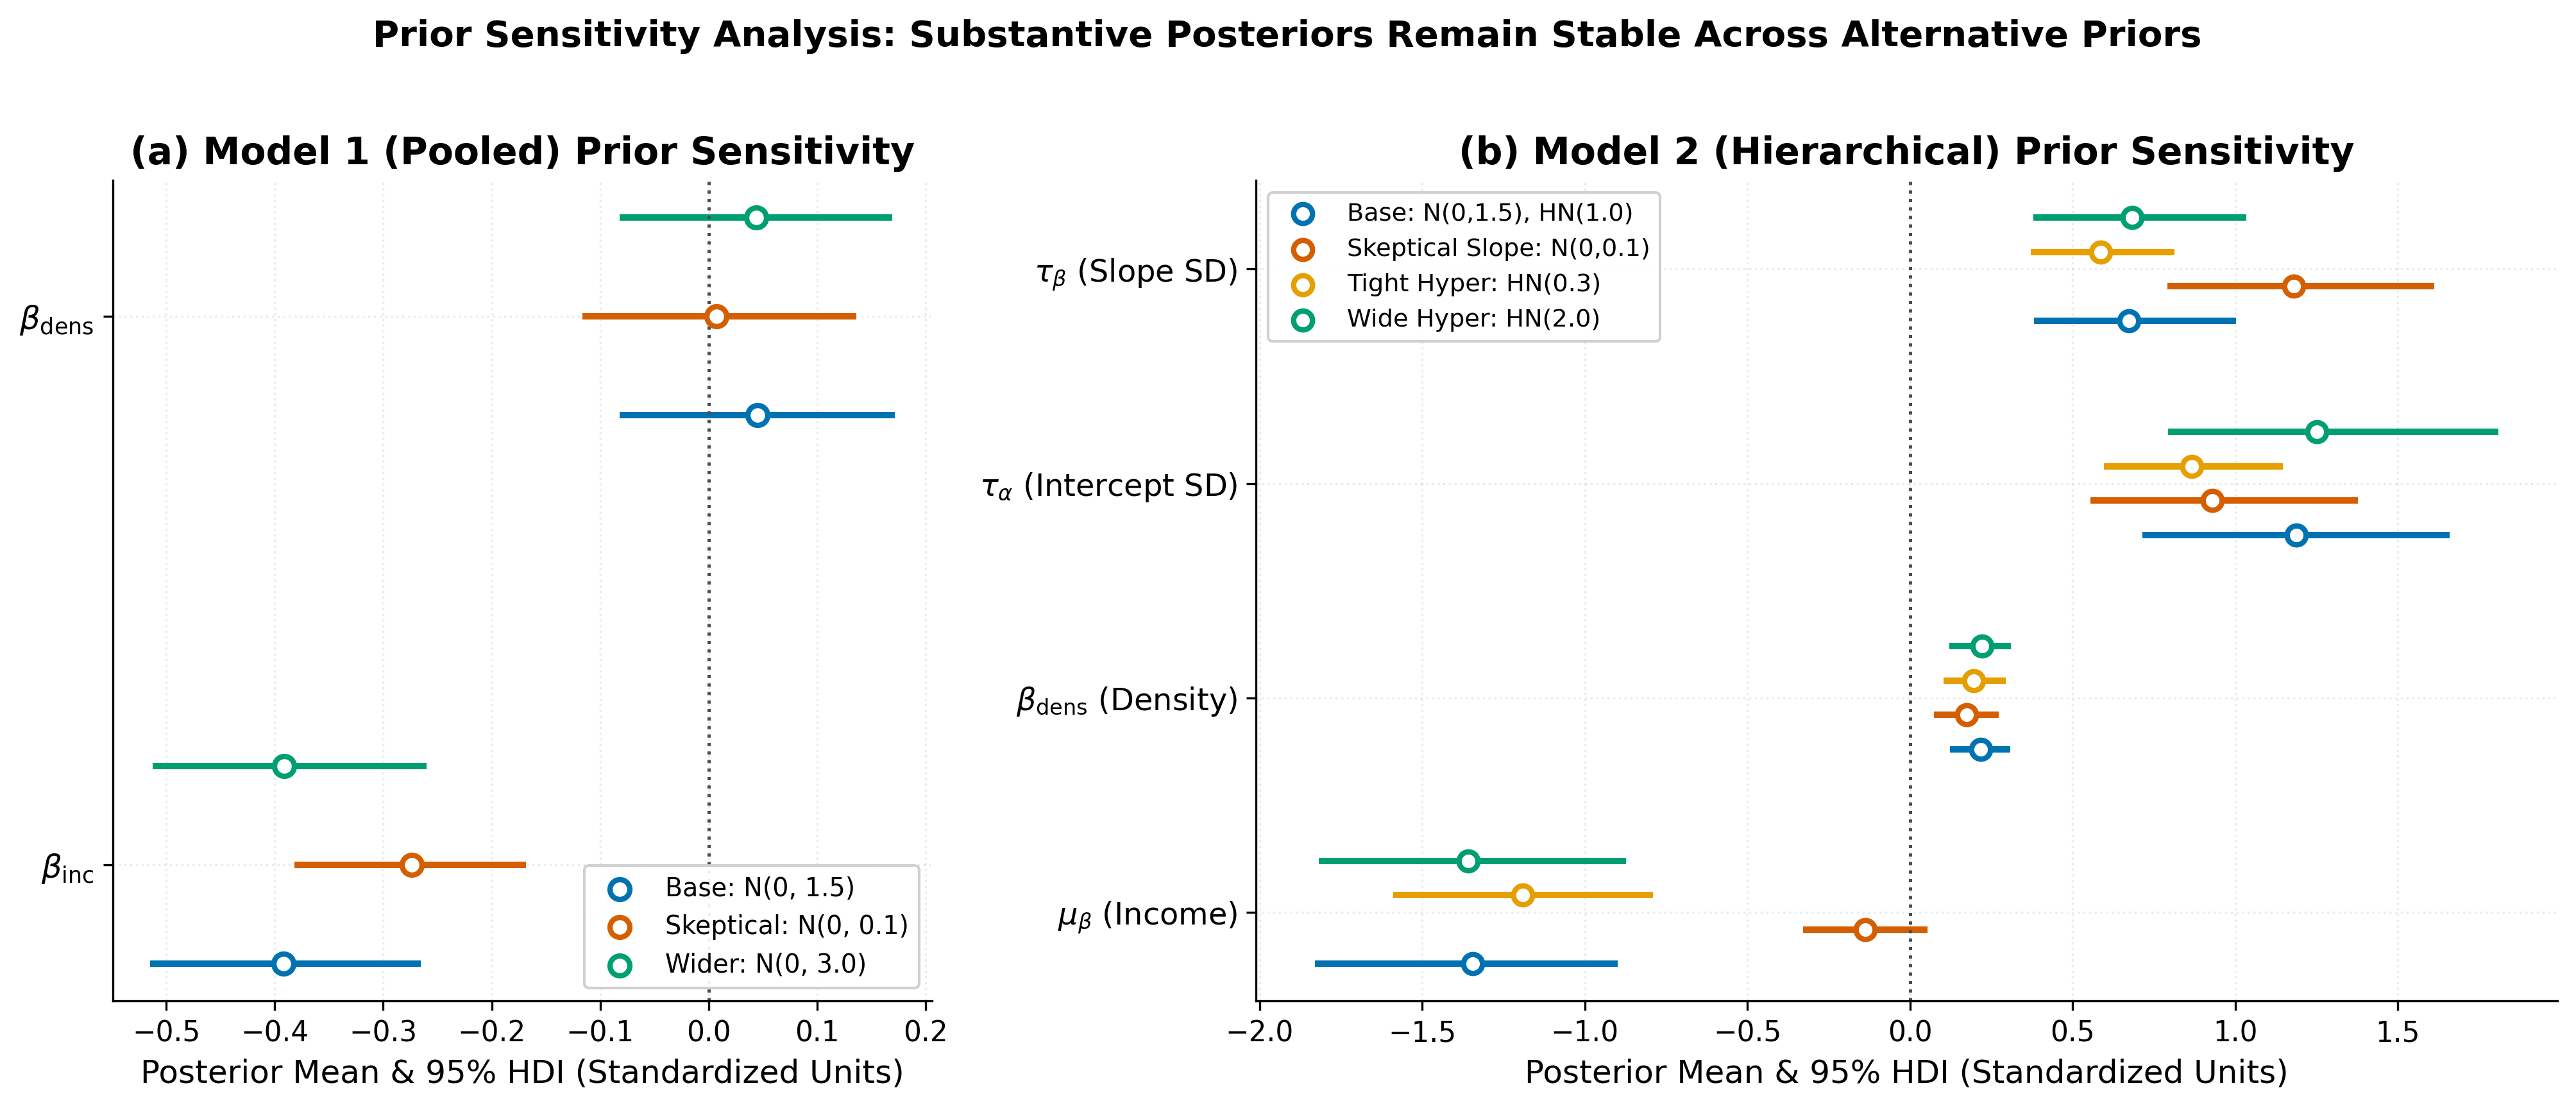 Prior Sensitivity Analysis: Substantive Posteriors Remain Stable Across Alternative Priors
(a) Model 1 (Pooled) Prior Sensitivity
β_dens
β_inc
Base: N(0, 1.5)
Skeptical: N(0, 0.1)
Wider: N(0, 3.0)
−0.5 −0.4 −0.3 −0.2 −0.1 0.0 0.1 0.2
Posterior Mean & 95% HDI (Standardized Units)
(b) Model 2 (Hierarchical) Prior Sensitivity
Base: N(0,1.5), HN(1.0)
Skeptical Slope: N(0,0.1)
Tight Hyper: HN(0.3)
Wide Hyper: HN(2.0)
τ_β (Slope SD)
τ_α (Intercept SD)
β_dens (Density)
μ_β (Income)
−2.0 −1.5 −1.0 −0.5 0.0 0.5 1.0 1.5
Posterior Mean & 95% HDI (Standardized Units)